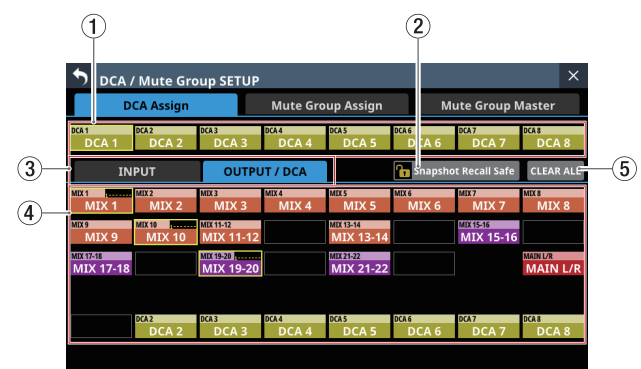 ① ②
DCA / Mute Group SETUP ×
DCA Assign Mute Group Assign Mute Group Master
DCA 1 DCA 2 DCA 3 DCA 4 DCA 5 DCA 6 DCA 7 DCA 8
DCA 1 DCA 2 DCA 3 DCA 4 DCA 5 DCA 6 DCA 7 DCA 8
③ INPUT OUTPUT / DCA Snapshot Recall Safe CLEAR ALL ⑤
MIX 1 MIX 2 MIX 3 MIX 4 MIX 5 MIX 6 MIX 7 MIX 8
④ MIX 1 MIX 2 MIX 3 MIX 4 MIX 5 MIX 6 MIX 7 MIX 8
MIX 9 MIX 10 MIX 11-12 MIX 13-14 MIX 15-16
MIX 9 MIX 10 MIX 11-12 MIX 13-14 MIX 15-16
MIX 17-18 MIX 19-20 MIX 21-22 MAIN L/R
MIX 17-18 MIX 19-20 MIX 21-22 MAIN L/R
DCA 2 DCA 3 DCA 4 DCA 5 DCA 6 DCA 7 DCA 8
DCA 2 DCA 3 DCA 4 DCA 5 DCA 6 DCA 7 DCA 8